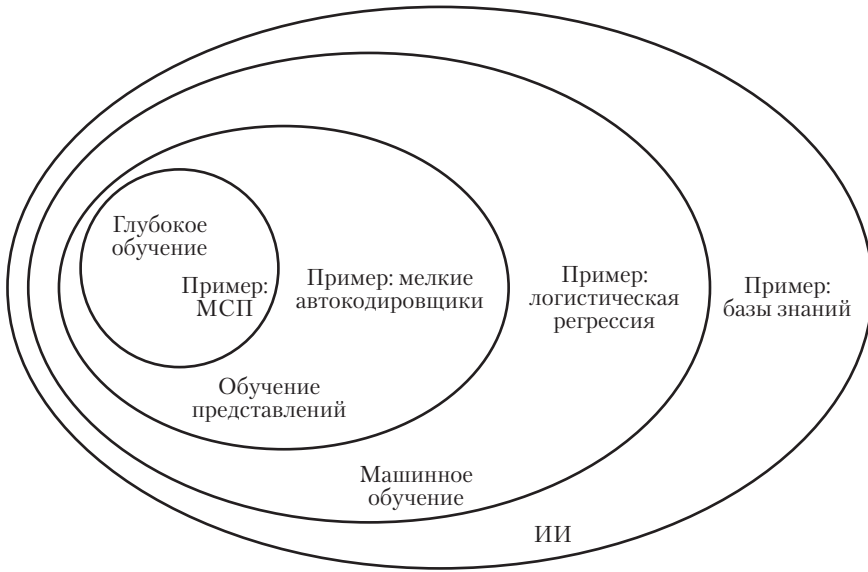 Глубокое
обучение
Пример:
МСП
Пример: мелкие
автокодировщики
Пример:
логистическая
регрессия
Пример:
базы знаний
Обучение
представлений
Машинное
обучение
ИИ